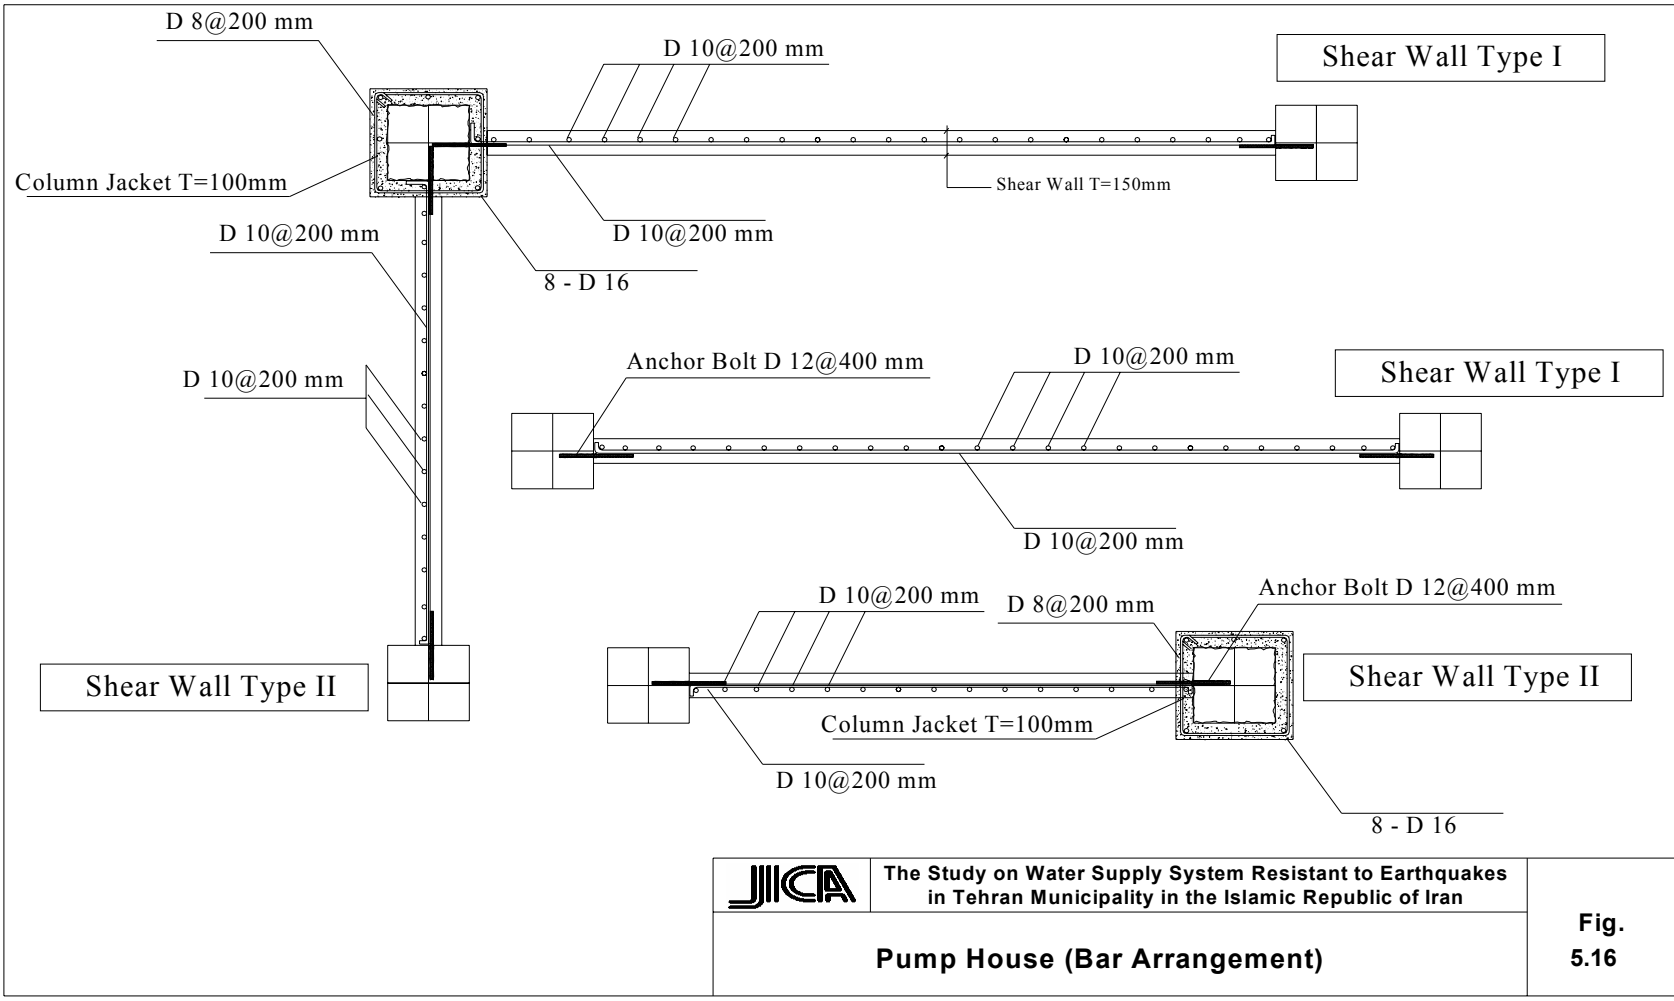 D 8@200 mm
D 10@200 mm
Shear Wall Type I
Column Jacket T=100mm
Shear Wall T=150mm
D 10@200 mm
D 10@200 mm
8 - D 16
D 10@200 mm
Anchor Bolt D 12@400 mm
D 10@200 mm
Shear Wall Type I
D 10@200 mm
D 10@200 mm
D 8@200 mm
Anchor Bolt D 12@400 mm
Shear Wall Type II
Shear Wall Type II
Column Jacket T=100mm
D 10@200 mm
8 - D 16
JICA
The Study on Water Supply System Resistant to Earthquakes
in Tehran Municipality in the Islamic Republic of Iran
Pump House (Bar Arrangement)
Fig.
5.16